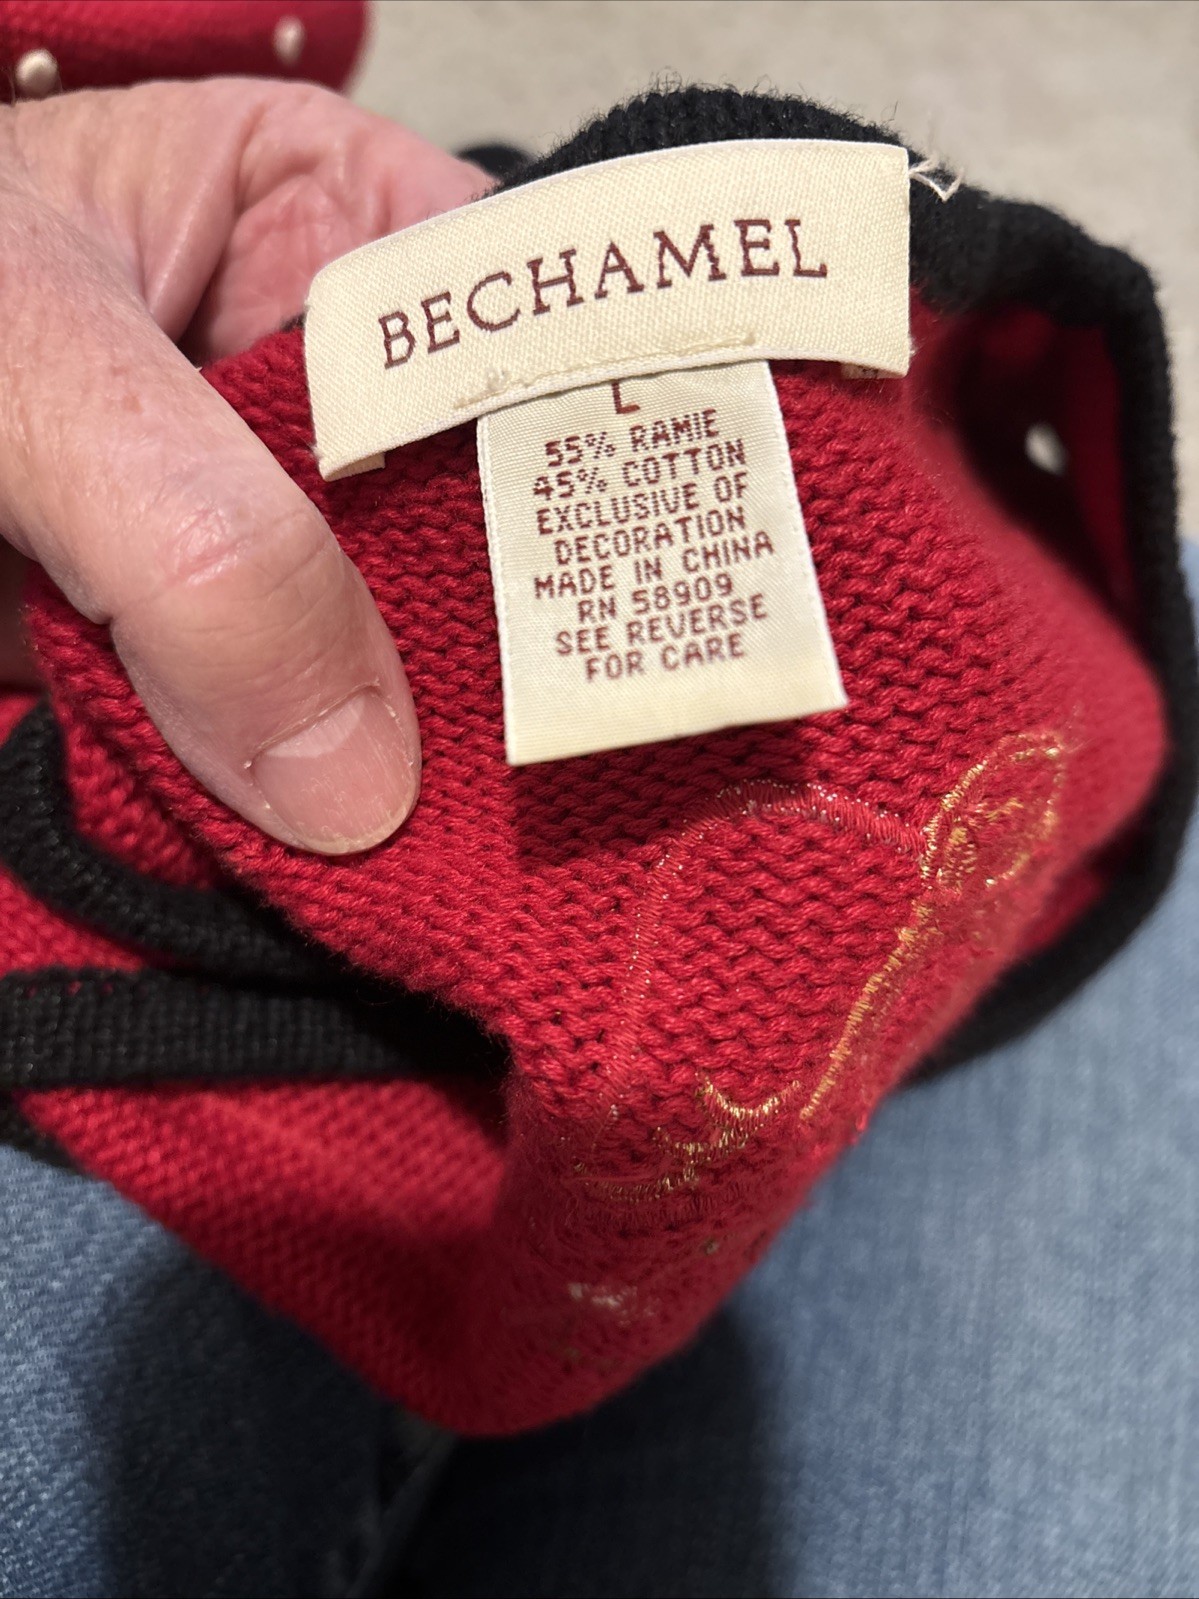 BECHAMEL
L
55% RAMIE
45% COTTON
EXCLUSIVE OF
DECORATION
MADE IN CHINA
RN 58909
SEE REVERSE
FOR CARE